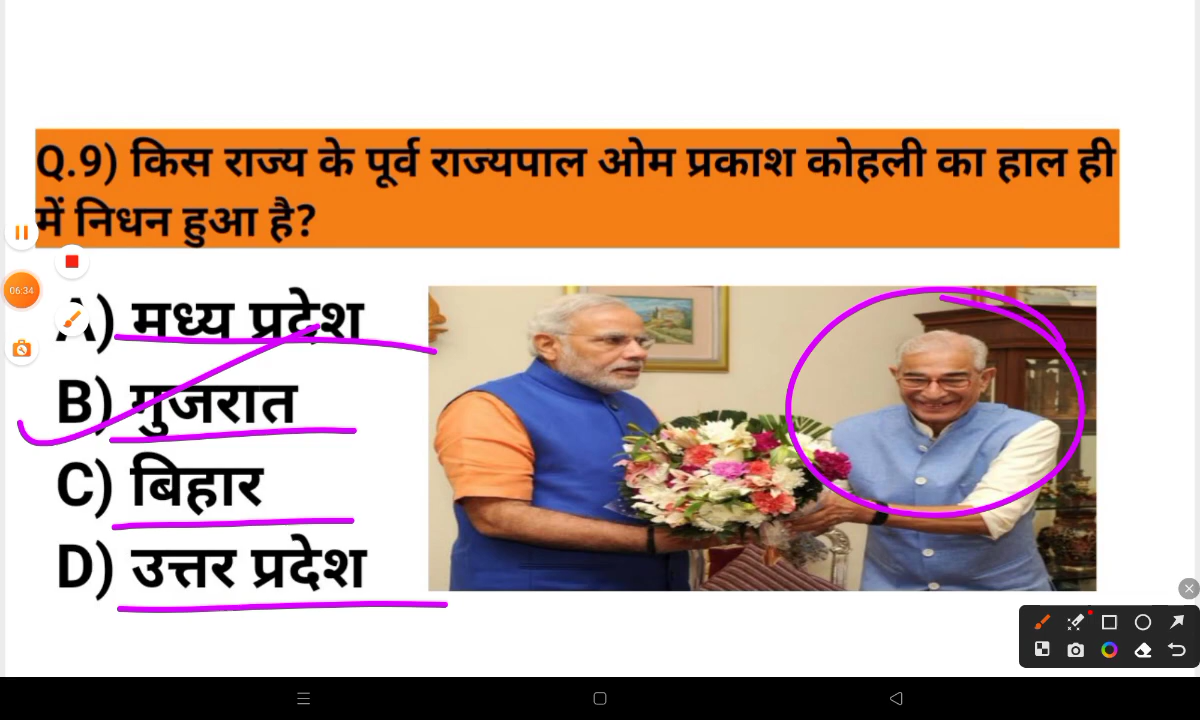 Q.9) किस राज्य के पूर्व राज्यपाल ओम प्रकाश कोहली का हाल ही
में निधन हुआ है?
A) मध्य प्रदेश
B) गुजरात
C) बिहार
D) उत्तर प्रदेश
06:34